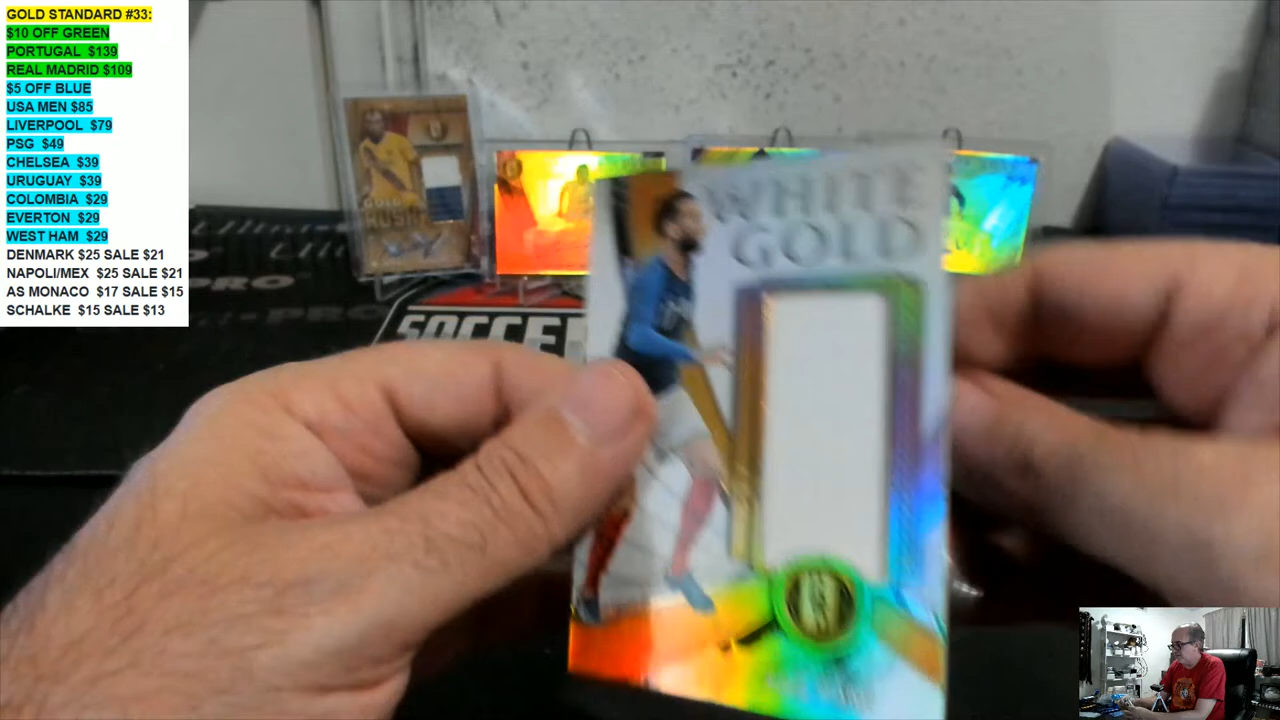 GOLD STANDARD #33:
$10 OFF GREEN
PORTUGAL $139
REAL MADRID $109
$5 OFF BLUE
USA MEN $85
LIVERPOOL $79
PSG $49
CHELSEA $39
URUGUAY $39
COLOMBIA $29
EVERTON $29
WEST HAM $29
DENMARK $25 SALE $21
NAPOLI/MEX $25 SALE $21
AS MONACO $17 SALE $15
SCHALKE $15 SALE $13
GOLD
RUSH
WHITE
GOLD
SOCCER